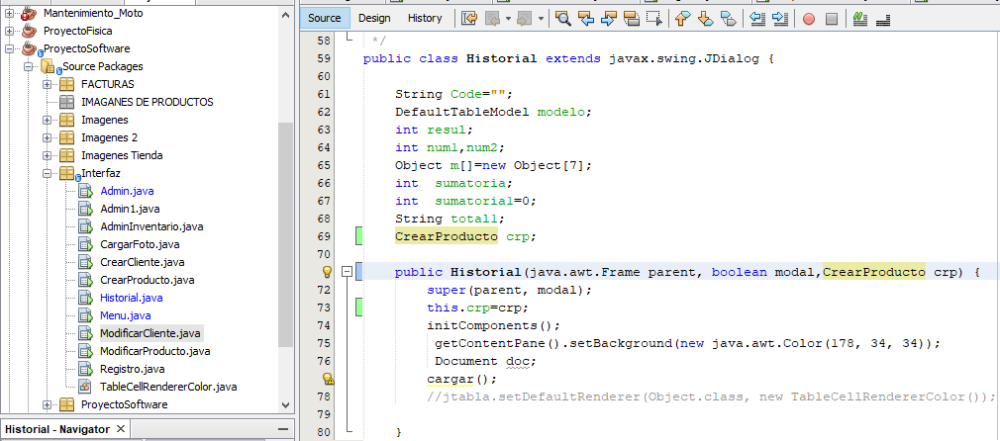 Mantenimiento_Moto
ProyectoFisica
ProyectoSoftware
Source Packages
FACTURAS
IMAGANES DE PRODUCTOS
Imagenes
Imagenes 2
Imagenes Tienda
Interfaz
Admin.java
Admin1.java
AdminInventario.java
CargarFoto.java
CrearCliente.java
CrearProducto.java
Historial.java
Menu.java
ModificarCliente.java
ModificarProducto.java
Registro.java
TableCellRendererColor.java
ProyectoSoftware
Historial - Navigator
Source Design History
58 */
59 public class Historial extends javax.swing.JDialog {
60
61 String Code="";
62 DefaultTableModel modelo;
63 int resul;
64 int num1,num2;
65 Object m[]=new Object[7];
66 int  sumatoria;
67 int  sumatoria1=0;
68 String total1;
69 CrearProducto crp;
70
public Historial(java.awt.Frame parent, boolean modal,CrearProducto crp) {
72 super(parent, modal);
73 this.crp=crp;
74 initComponents();
75 getContentPane().setBackground(new java.awt.Color(178, 34, 34));
76 Document doc;
cargar();
78 //jtabla.setDefaultRenderer(Object.class, new TableCellRendererColor());
79
80 }